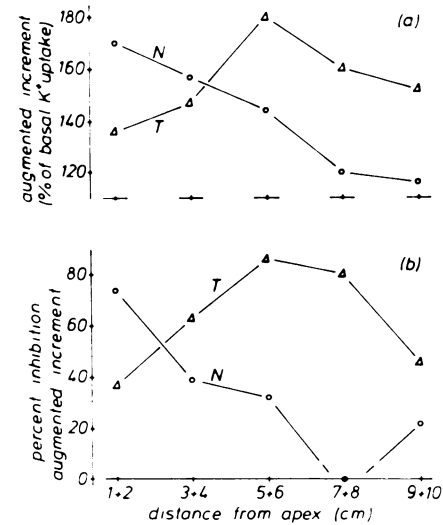 (a)
augmented increment
(% of basal K⁺ uptake)
180
160
140
120
N
T
(b)
percent inhibition
augmented increment
80
60
40
20
0
T
N
1+2
3+4
5+6
7+8
9+10
distance from apex (cm)